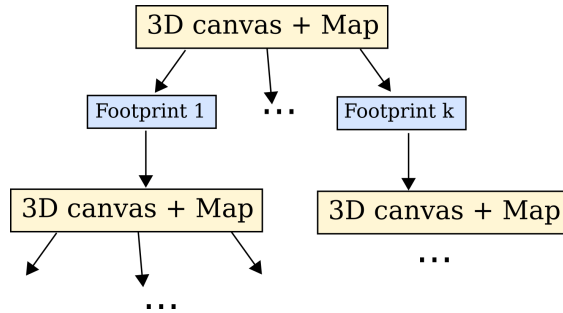 3D canvas + Map
Footprint 1
...
Footprint k
3D canvas + Map
3D canvas + Map
...
...